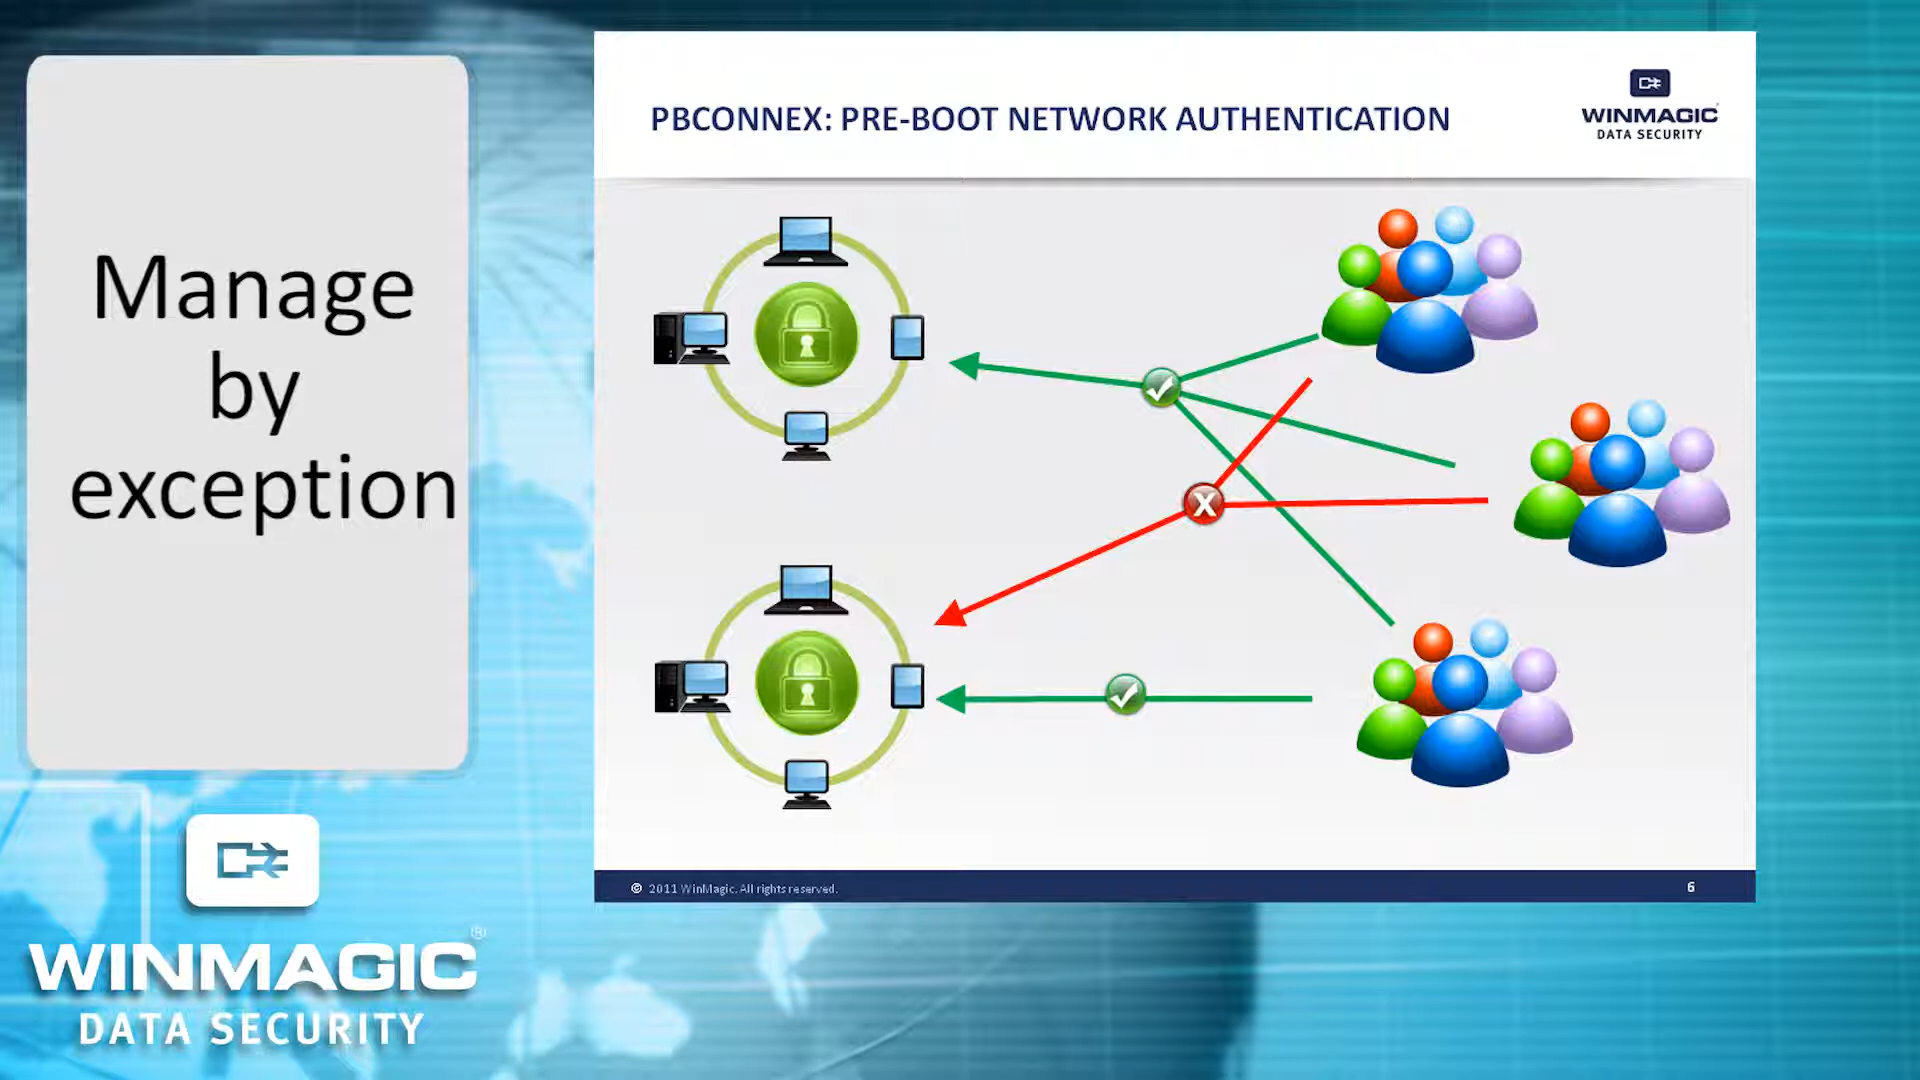 Manage
by
exception
WINMAGIC®
DATA SECURITY
PBCONNEX: PRE-BOOT NETWORK AUTHENTICATION
WINMAGIC
DATA SECURITY
X
© 2011 WinMagic. All rights reserved.
6